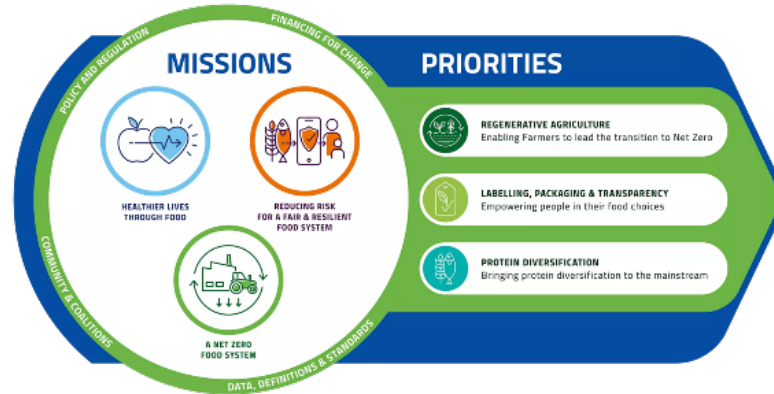 POLICY AND REGULATION
FINANCING FOR CHANGE
MISSIONS
HEALTHIER LIVES
THROUGH FOOD
REDUCING RISK
FOR A FAIR & RESILIENT
FOOD SYSTEM
A NET ZERO
FOOD SYSTEM
COMMUNITY & COALITIONS
DATA, DEFINITIONS & STANDARDS
PRIORITIES
REGENERATIVE AGRICULTURE
Enabling Farmers to lead the transition to Net Zero
LABELLING, PACKAGING & TRANSPARENCY
Empowering people in their food choices
PROTEIN DIVERSIFICATION
Bringing protein diversification to the mainstream